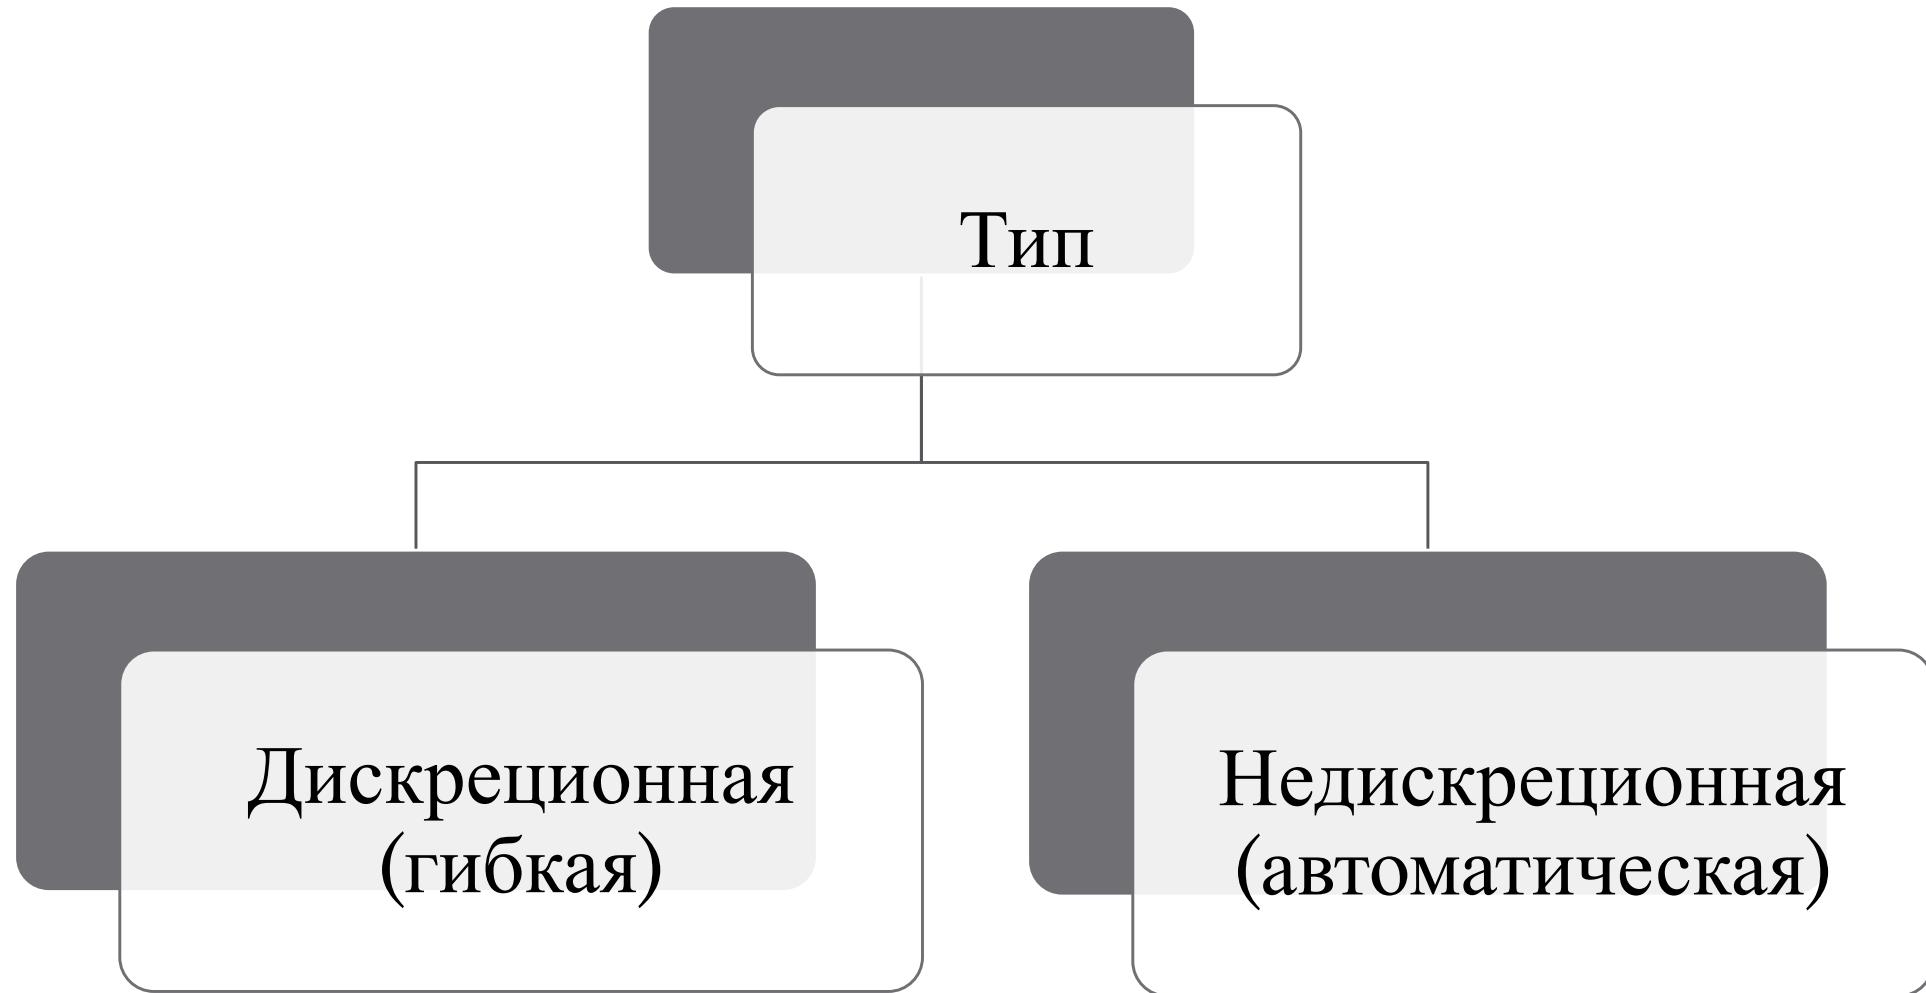 Тип
Дискреционная
(гибкая)
Недискреционная
(автоматическая)